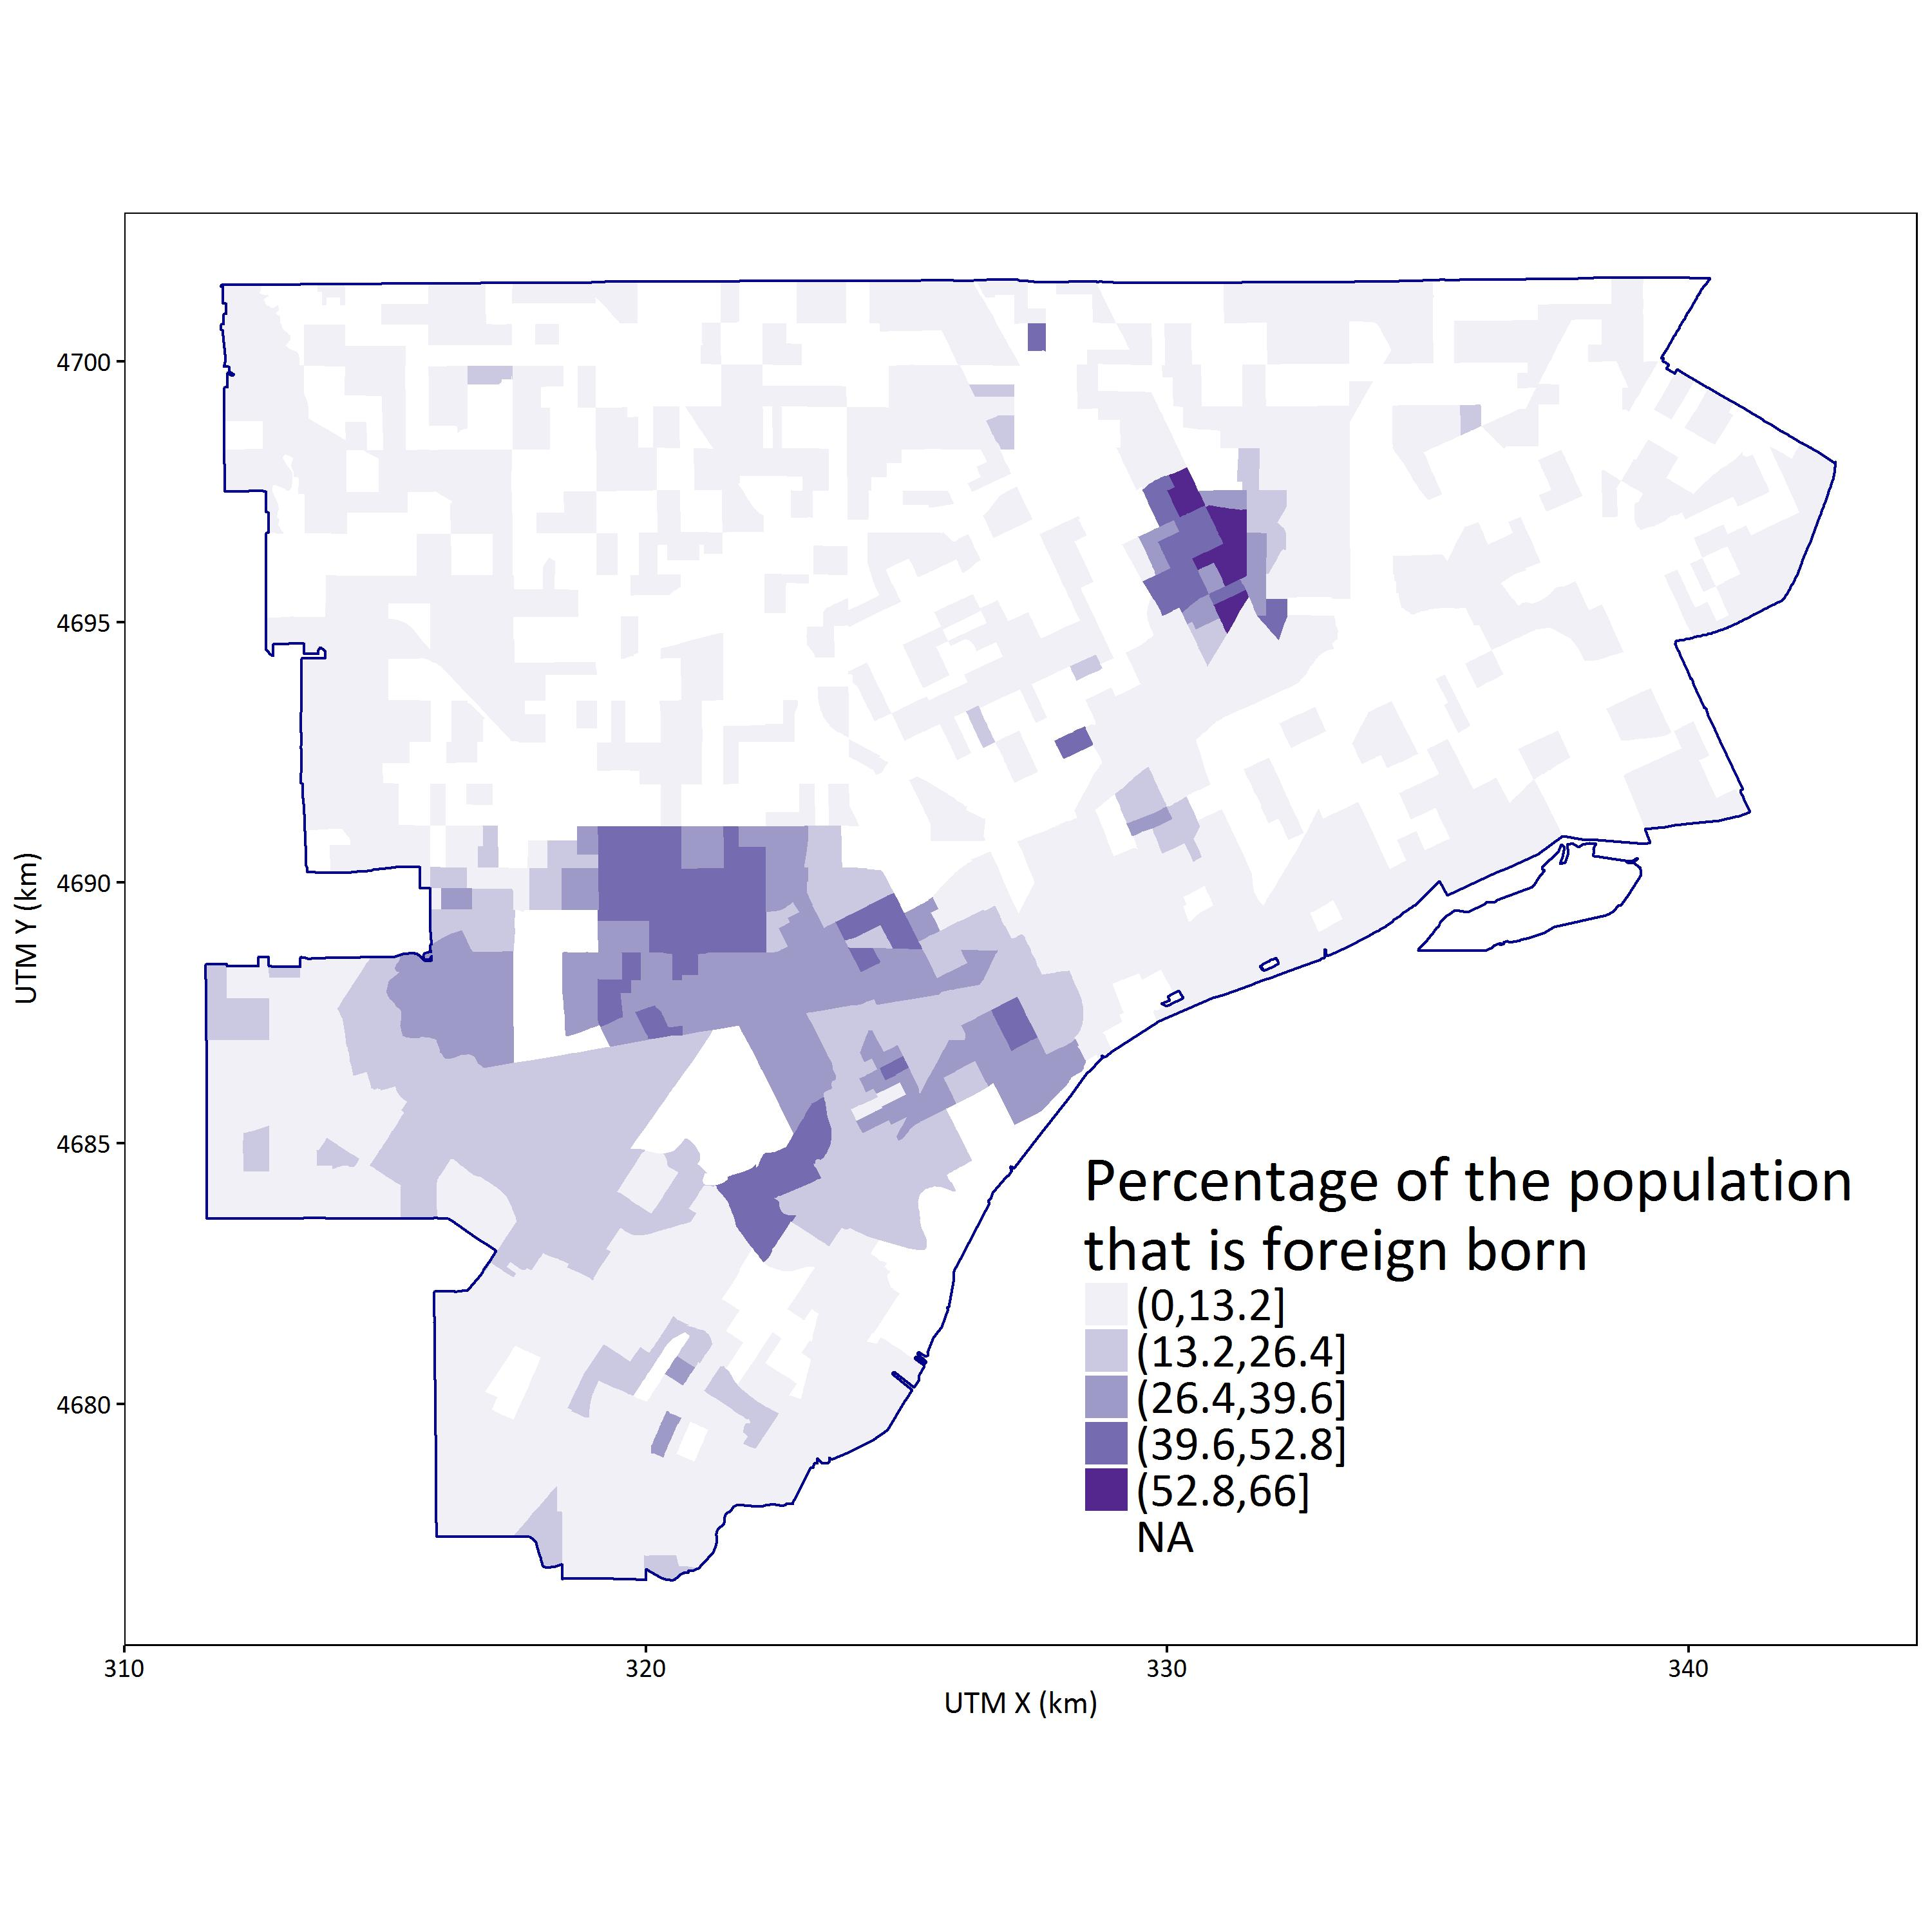 4700
4695
4690
4685
4680
UTM Y (km)
310
320
330
340
UTM X (km)
Percentage of the population
that is foreign born
(0,13.2]
(13.2,26.4]
(26.4,39.6]
(39.6,52.8]
(52.8,66]
NA